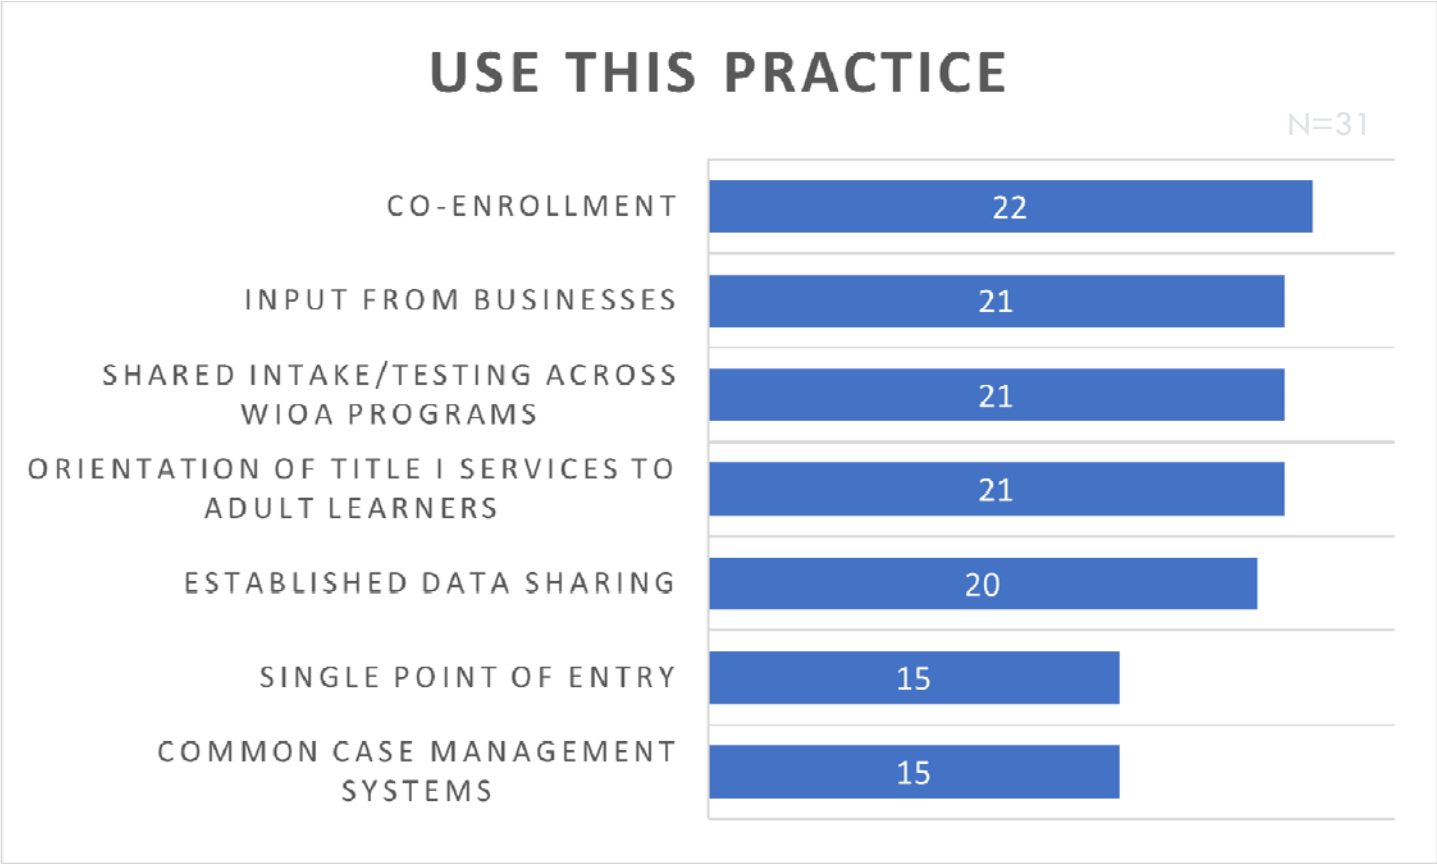 USE THIS PRACTICE
N=31
CO-ENROLLMENT
22
INPUT FROM BUSINESSES
21
SHARED INTAKE/TESTING ACROSS
WIOA PROGRAMS
21
ORIENTATION OF TITLE I SERVICES TO
ADULT LEARNERS
21
ESTABLISHED DATA SHARING
20
SINGLE POINT OF ENTRY
15
COMMON CASE MANAGEMENT
SYSTEMS
15